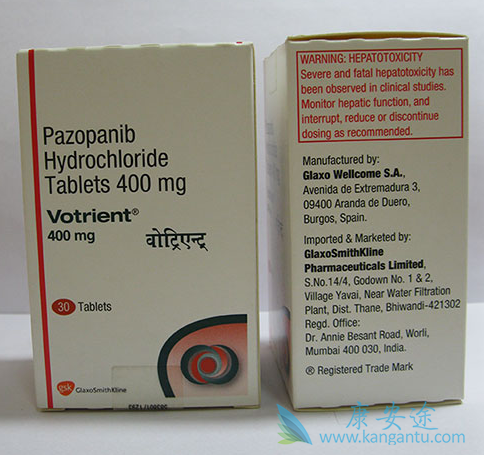 Pazopanib
Hydrochloride
Tablets 400 mg
Votrient®
400 mg वोट्रिएन्ट्
30 Tablets
gsk GlaxoSmithKline
WARNING: HEPATOTOXICITY
Severe and fatal hepatotoxicity has
been observed in clinical studies.
Monitor hepatic function, and
interrupt, reduce or discontinue
dosing as recommended.
Manufactured by:
Glaxo Wellcome S.A.,
Avenida de Extremadura 3,
09400 Aranda de Duero,
Burgos, Spain.
Imported & Marketed by:
GlaxoSmithKline
Pharmaceuticals Limited,
S.No.14/4, Godown No. 1 & 2,
Village Yavai, Near Water Filtration
Plant, Dist. Thane, Bhiwandi-421302
Regd. Office:
Dr. Annie Besant Road, Worli,
Mumbai 400 030, India.
® Registered Trade Mark
康安途
www.kangantu.com